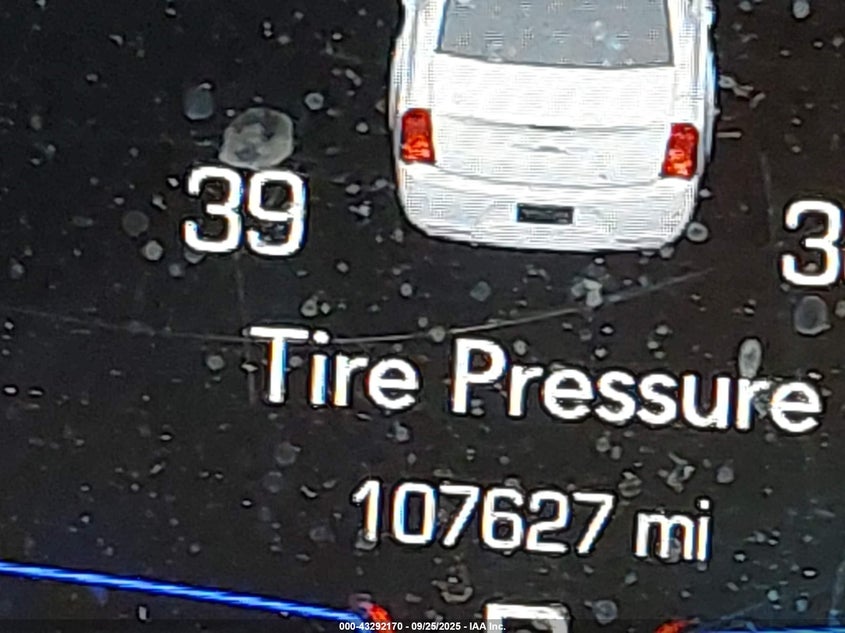 39
Tire Pressure
107627 mi
000-43292170 - 09/25/2025 - IAA Inc.